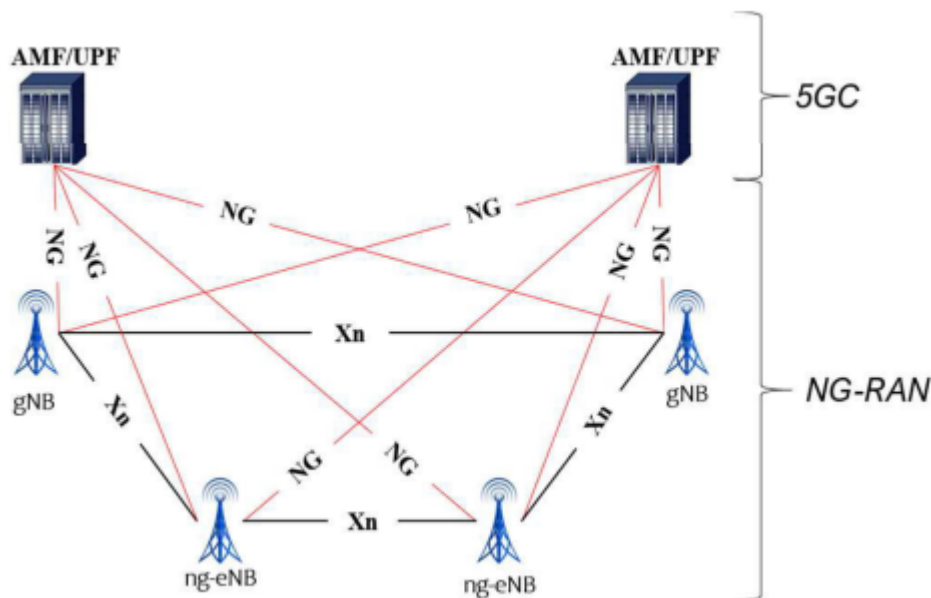 AMF/UPF
AMF/UPF
5GC
NG
NG
NG
NG
NG
NG
Xn
gNB
gNB
NG-RAN
Xn
Xn
NG
NG
Xn
ng-eNB
ng-eNB